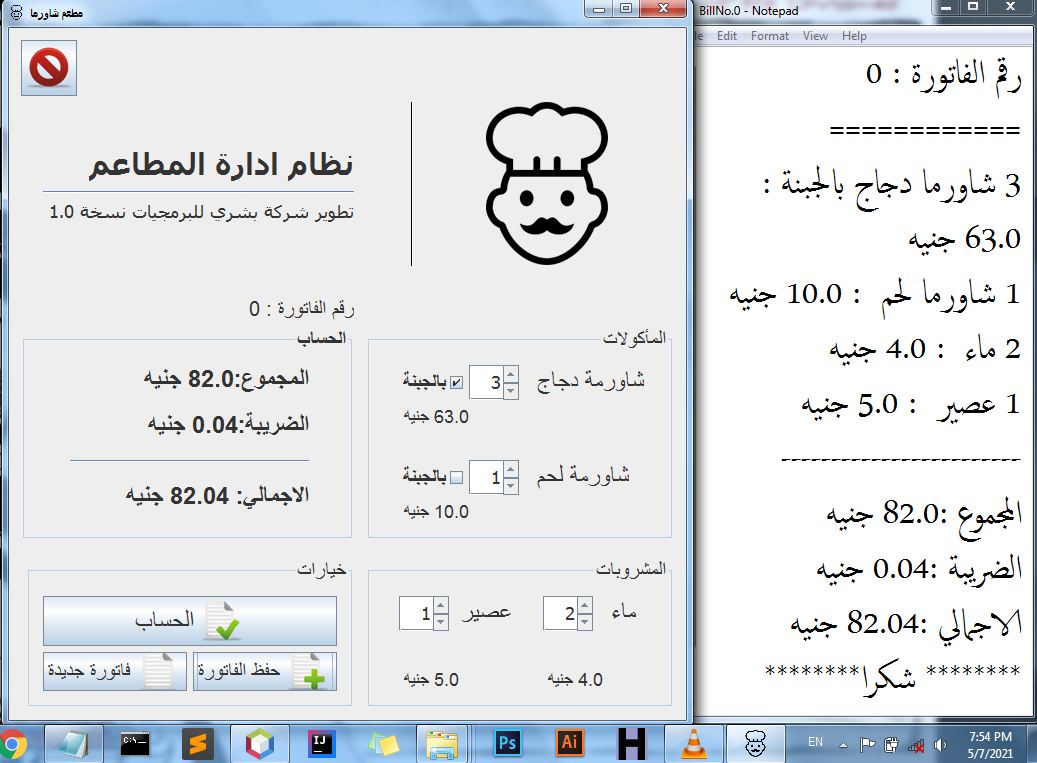 مطعم شاورما
نظام ادارة المطاعم
تطوير شركة بشري للبرمجيات نسخة 1.0
رقم الفاتورة : 0
المأكولات
شاورمة دجاج
3
بالجبنة
63.0 جنيه
شاورمة لحم
1
بالجبنة
10.0 جنيه
الحساب
المجموع:82.0 جنيه
الضريبة:0.04 جنيه
الاجمالي: 82.04 جنيه
المشروبات
ماء
2
عصير
1
4.0 جنيه
5.0 جنيه
خيارات
الحساب
حفظ الفاتورة
فاتورة جديدة
BillNo.0 - Notepad
Edit Format View Help
رقم الفاتورة : 0
============
3 شاورما دجاج بالجبنة :
63.0 جنيه
1 شاورما لحم : 10.0 جنيه
2 ماء : 4.0 جنيه
1 عصير : 5.0 جنيه
------------------------
المجموع :82.0 جنيه
الضريبة :0.04 جنيه
الاجمالي :82.04 جنيه
******** شكرا********
C:\
IJ
Ps
Ai
EN
7:54 PM
5/7/2021